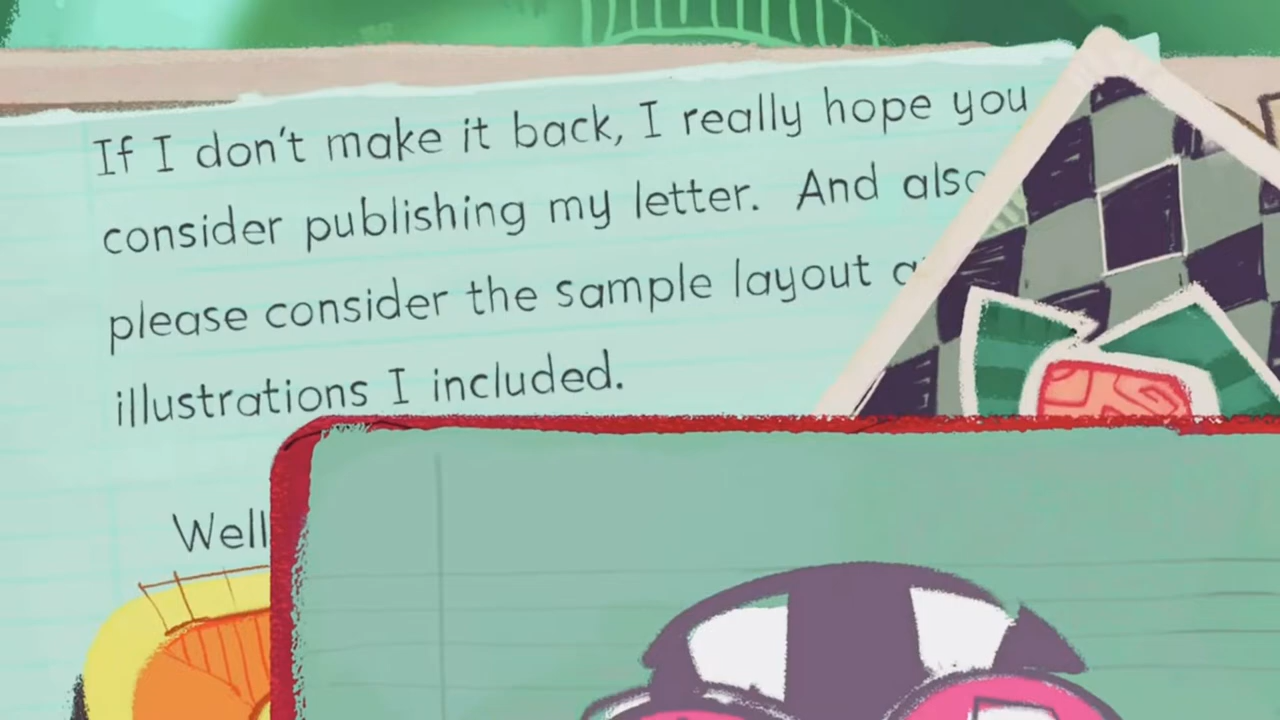 If I don't make it back, I really hope you
consider publishing my letter. And also
please consider the sample layout
illustrations I included.
Well